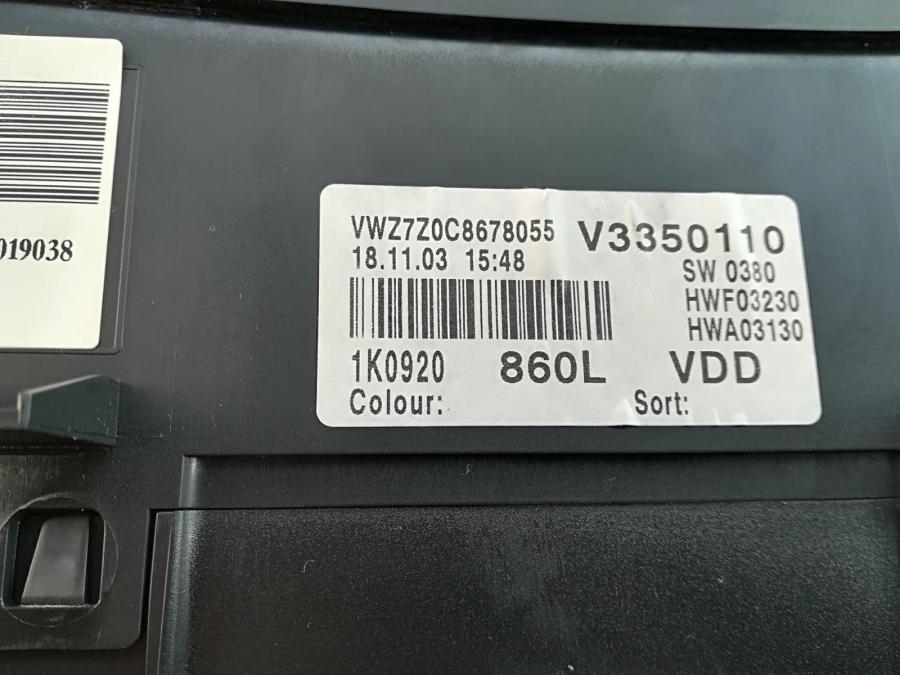 019038
VWZ7Z0C8678055 V3350110
18.11.03 15:48 SW 0380
HWF03230
HWA03130
1K0920 860L VDD
Colour: Sort: